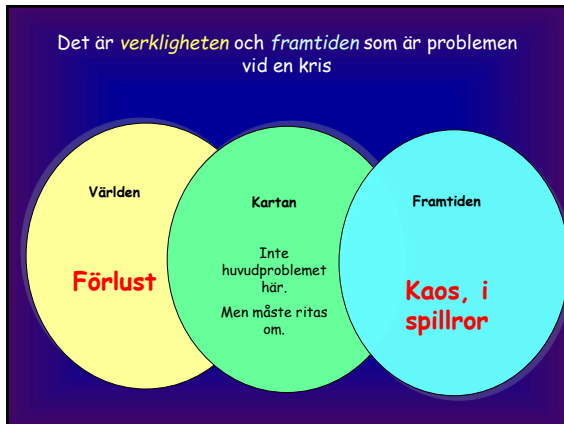 Det är verkligheten och framtiden som är problemen
vid en kris
Världen
Förlust
Kartan
Inte
huvudproblemet
här.
Men måste ritas
om.
Framtiden
Kaos, i
spillror